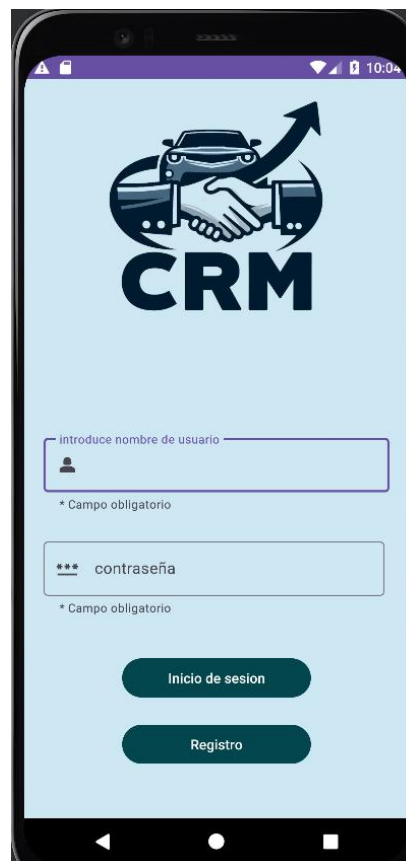 10:04
CRM
introduce nombre de usuario
* Campo obligatorio
*** contraseña
* Campo obligatorio
Inicio de sesion
Registro